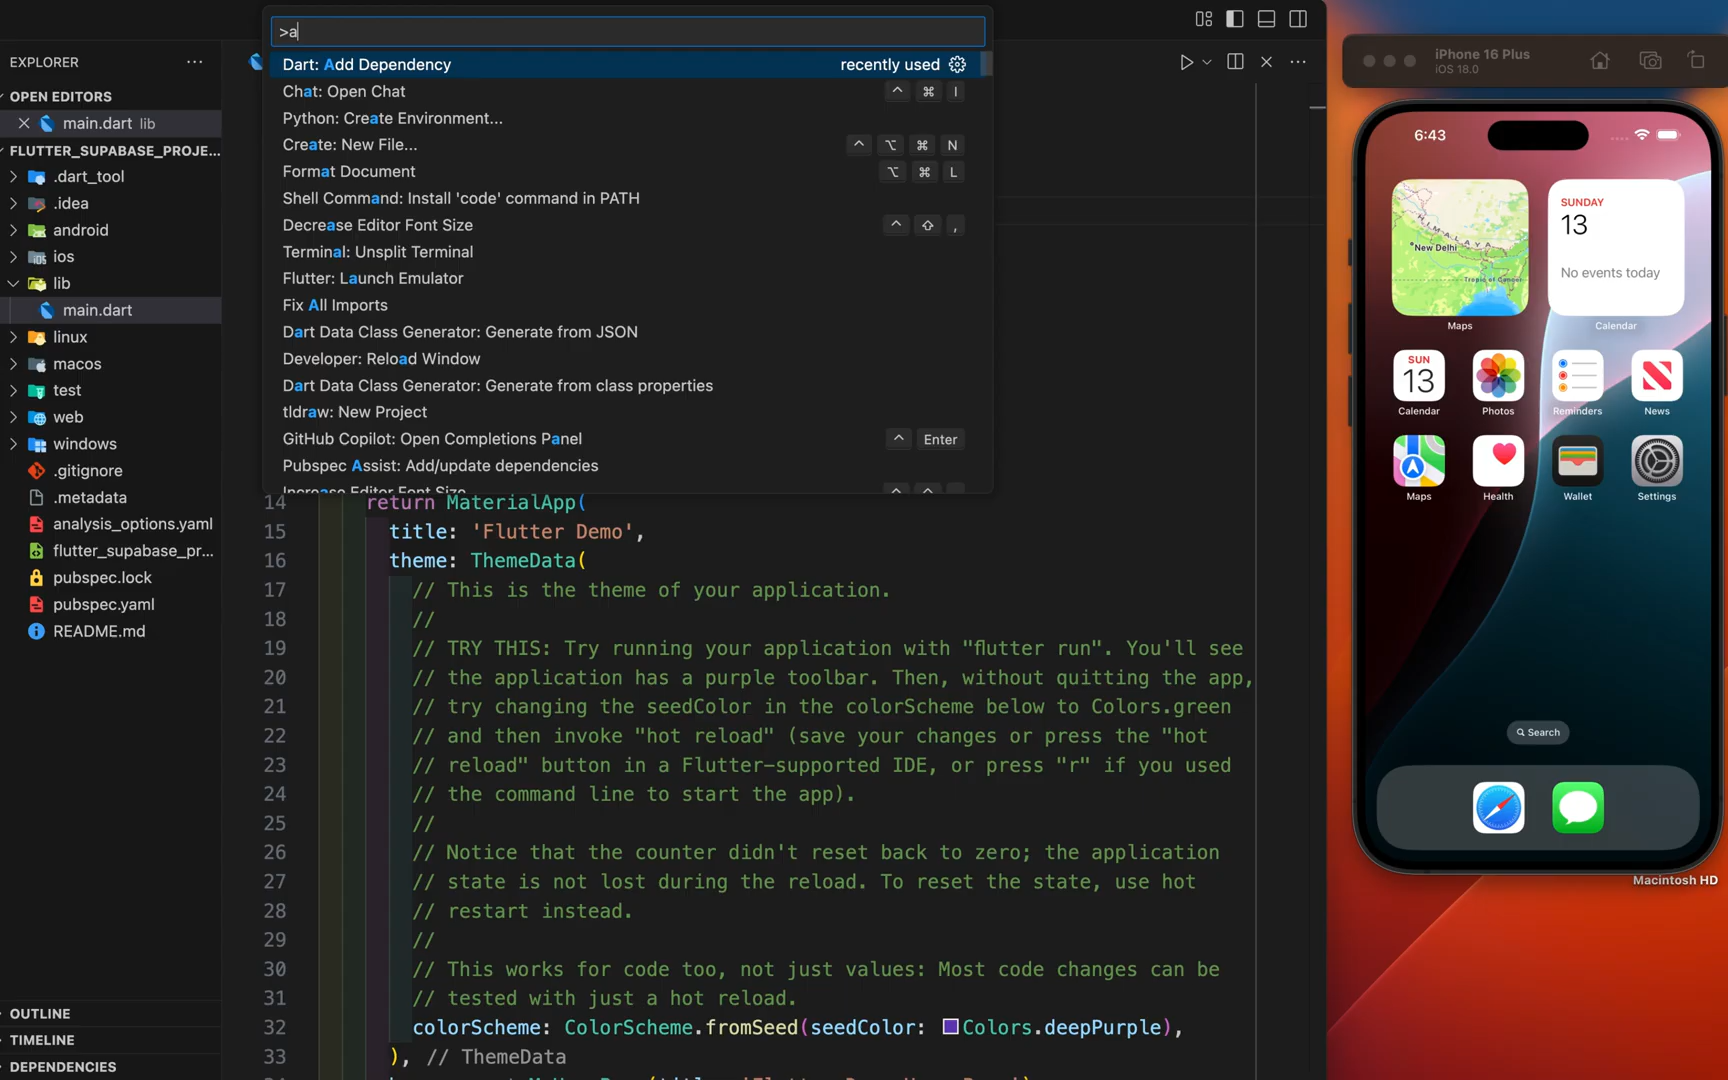 >a
Dart: Add Dependency
recently used
Chat: Open Chat
^ ⌘ I
Python: Create Environment...
Create: New File...
^ ⌥ ⌘ N
Format Document
⌥ ⌘ L
Shell Command: Install 'code' command in PATH
Decrease Editor Font Size
^ ⇧ ,
Terminal: Unsplit Terminal
Flutter: Launch Emulator
Fix All Imports
Dart Data Class Generator: Generate from JSON
Developer: Reload Window
Dart Data Class Generator: Generate from class properties
tldraw: New Project
GitHub Copilot: Open Completions Panel
^ Enter
Pubspec Assist: Add/update dependencies
Increase Editor Font Size
EXPLORER
OPEN EDITORS
main.dart lib
FLUTTER_SUPABASE_PROJE...
.dart_tool
.idea
android
ios
lib
main.dart
linux
macos
test
web
windows
.gitignore
.metadata
analysis_options.yaml
flutter_supabase_pr...
pubspec.lock
pubspec.yaml
README.md
OUTLINE
TIMELINE
DEPENDENCIES
14 return MaterialApp(
15 title: 'Flutter Demo',
16 theme: ThemeData(
17 // This is the theme of your application.
18 //
19 // TRY THIS: Try running your application with "flutter run". You'll see
20 // the application has a purple toolbar. Then, without quitting the app,
21 // try changing the seedColor in the colorScheme below to Colors.green
22 // and then invoke "hot reload" (save your changes or press the "hot
23 // reload" button in a Flutter-supported IDE, or press "r" if you used
24 // the command line to start the app).
25 //
26 // Notice that the counter didn't reset back to zero; the application
27 // state is not lost during the reload. To reset the state, use hot
28 // restart instead.
29 //
30 // This works for code too, not just values: Most code changes can be
31 // tested with just a hot reload.
32 colorScheme: ColorScheme.fromSeed(seedColor: Colors.deepPurple),
33 ), // ThemeData
iPhone 16 Plus
iOS 18.0
6:43
HIMALAYA
New Delhi
Tropic of Cancer
Maps
SUNDAY
13
No events today
Calendar
SUN
13
Calendar
Photos
Reminders
News
Maps
Health
Wallet
Settings
Search
Macintosh HD